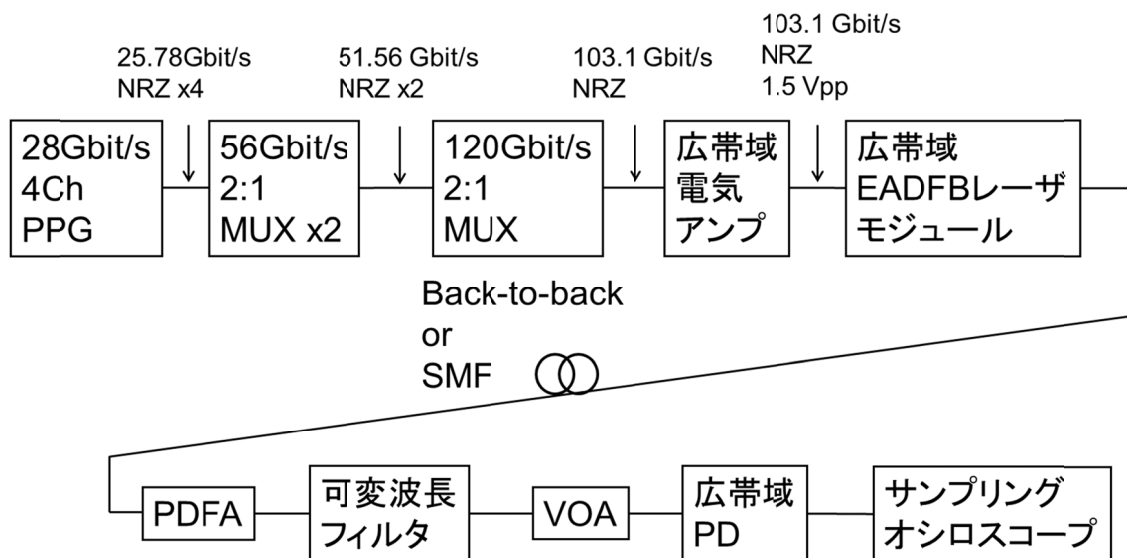 25.78Gbit/s
NRZ x4
51.56 Gbit/s
NRZ x2
103.1 Gbit/s
NRZ
103.1 Gbit/s
NRZ
1.5 Vpp
28Gbit/s
4Ch
PPG
56Gbit/s
2:1
MUX x2
120Gbit/s
2:1
MUX
広帯域
電気
アンプ
広帯域
EADFBレーザ
モジュール
Back-to-back
or
SMF
PDFA
可変波長
フィルタ
VOA
広帯域
PD
サンプリング
オシロスコープ